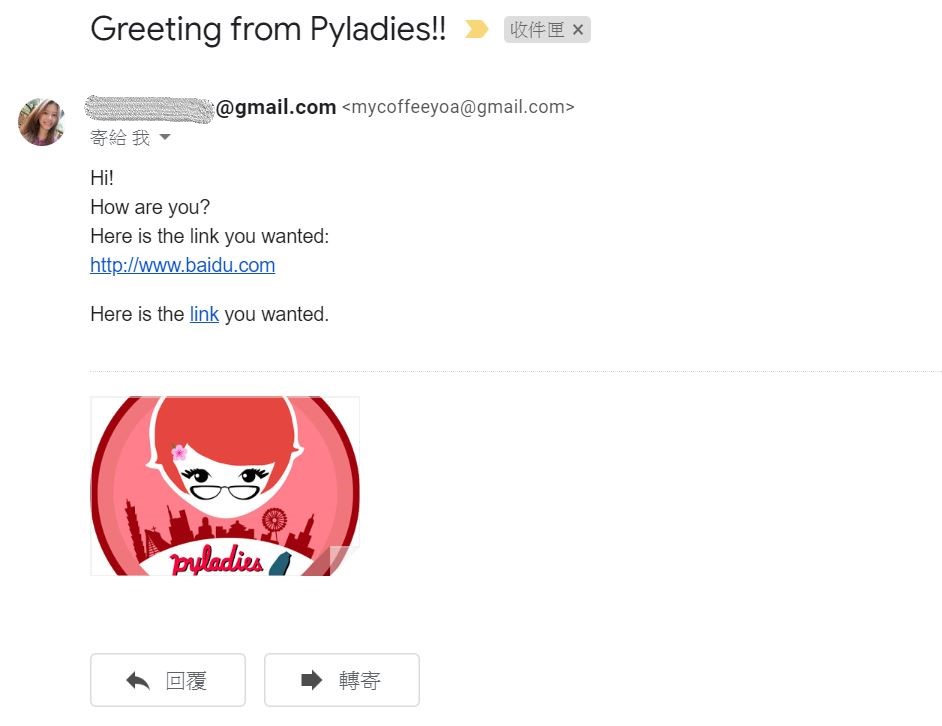 Greeting from Pyladies!!
收件匣 ×
@gmail.com <mycoffeeyoa@gmail.com>
寄給 我
Hi!
How are you?
Here is the link you wanted:
http://www.baidu.com
Here is the link you wanted.
pyladies
回覆
轉寄